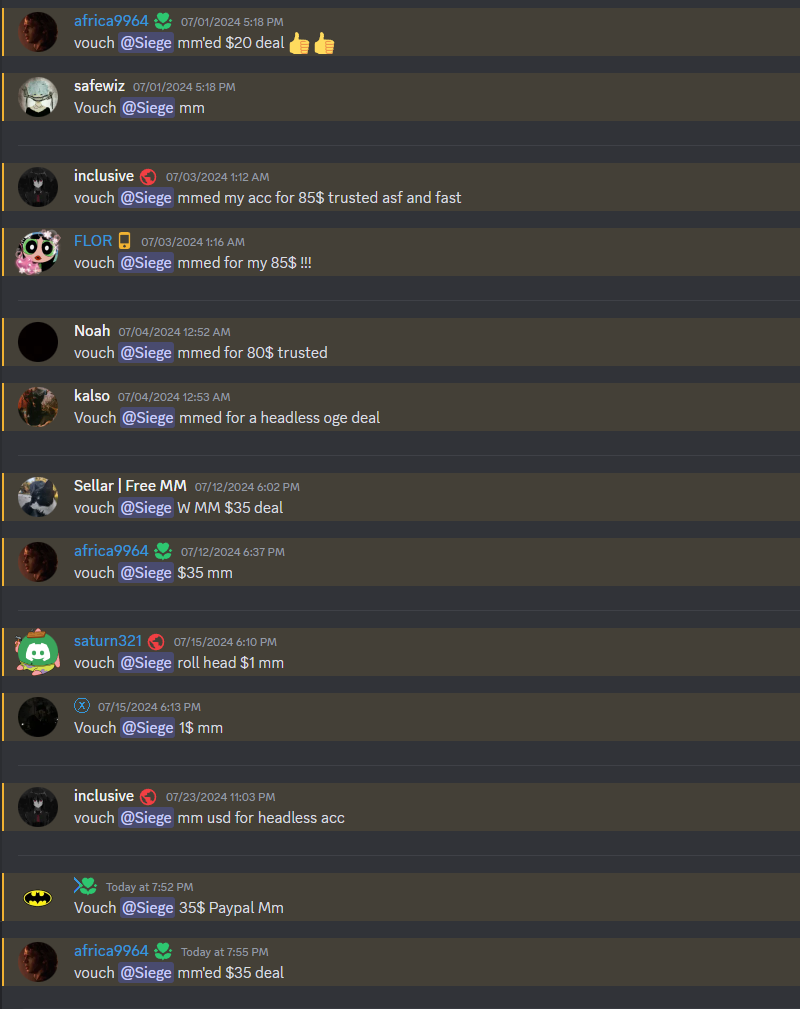 africa9964 07/01/2024 5:18 PM
vouch @Siege mm'ed $20 deal 👍👍
safewiz 07/01/2024 5:18 PM
Vouch @Siege mm
inclusive 07/03/2024 1:12 AM
vouch @Siege mmed my acc for 85$ trusted asf and fast
FLOR 07/03/2024 1:16 AM
vouch @Siege mmed for my 85$ !!!
Noah 07/04/2024 12:52 AM
vouch @Siege mmed for 80$ trusted
kalso 07/04/2024 12:53 AM
Vouch @Siege mmed for a headless oge deal
Sellar | Free MM 07/12/2024 6:02 PM
vouch @Siege W MM $35 deal
africa9964 07/12/2024 6:37 PM
vouch @Siege $35 mm
saturn321 07/15/2024 6:10 PM
vouch @Siege roll head $1 mm
Ⓧ 07/15/2024 6:13 PM
Vouch @Siege 1$ mm
inclusive 07/23/2024 11:03 PM
vouch @Siege mm usd for headless acc
Today at 7:52 PM
Vouch @Siege 35$ Paypal Mm
africa9964 Today at 7:55 PM
vouch @Siege mm'ed $35 deal